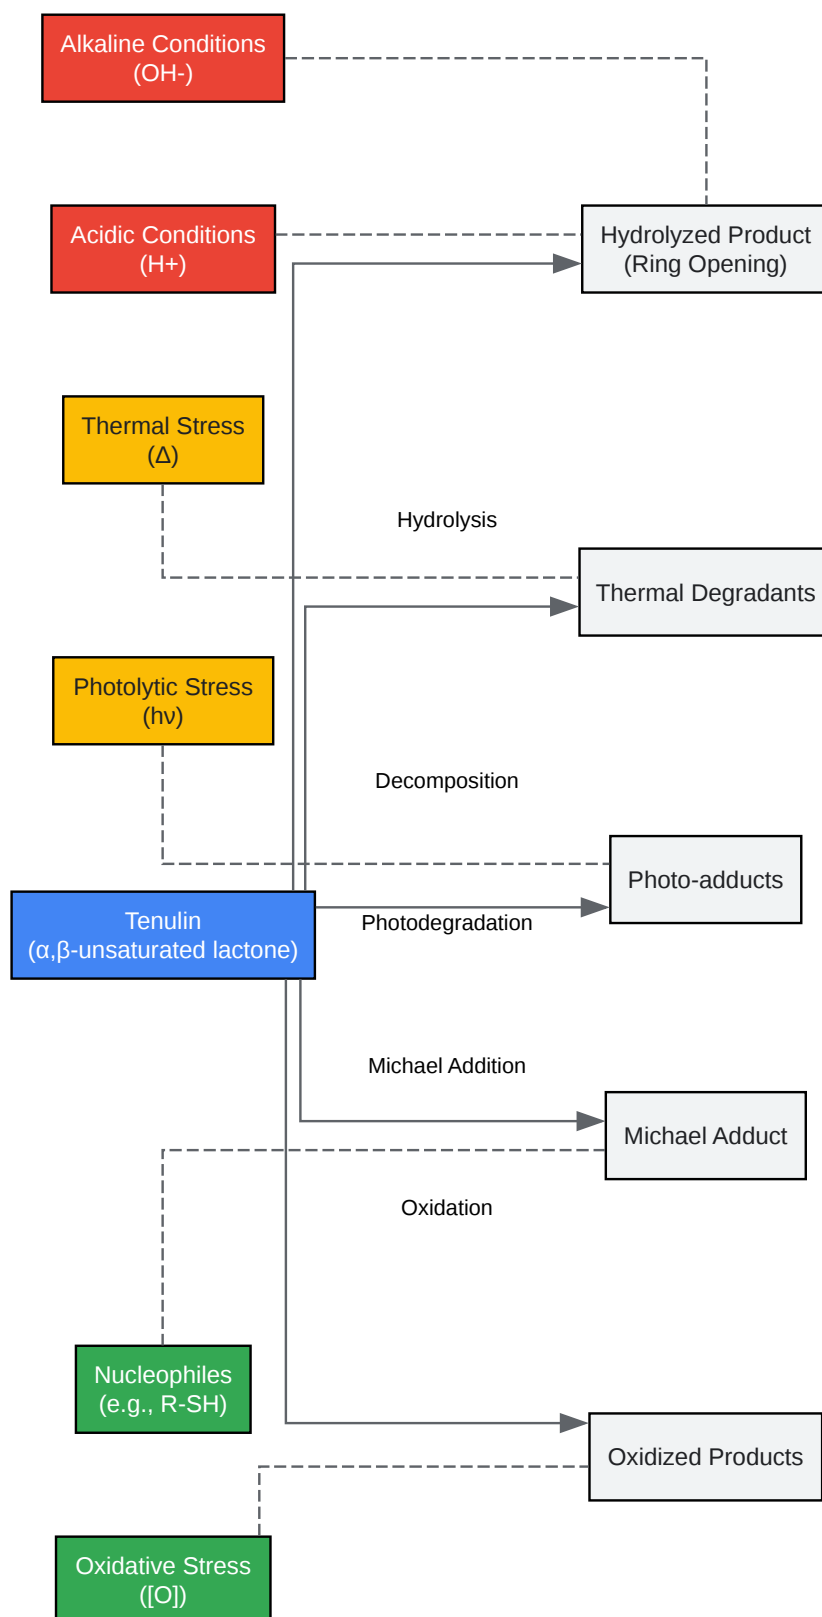 Alkaline Conditions
(OH-)
Acidic Conditions
(H+)
Hydrolyzed Product
(Ring Opening)
Thermal Stress
(Δ)
Hydrolysis
Thermal Degradants
Photolytic Stress
(hν)
Decomposition
Photo-adducts
Tenulin
(α,β-unsaturated lactone)
Photodegradation
Michael Addition
Michael Adduct
Oxidation
Nucleophiles
(e.g., R-SH)
Oxidized Products
Oxidative Stress
([O])